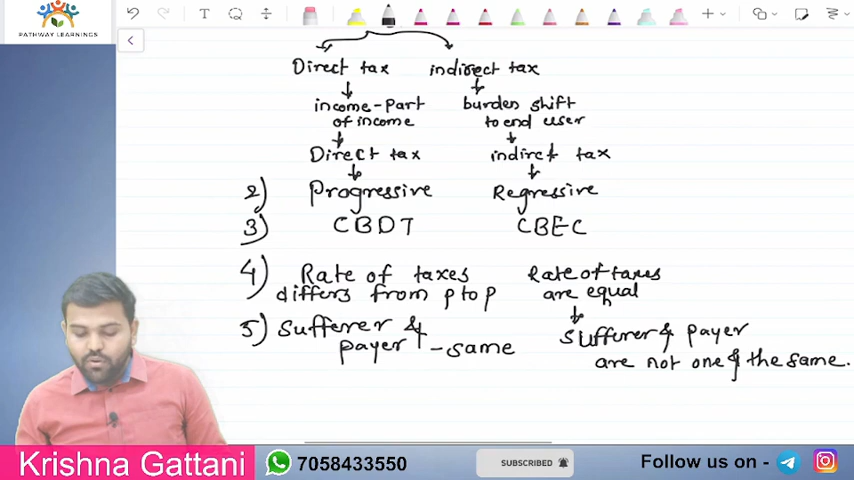 PATHWAY LEARNINGS
T
Direct tax indirect tax
income-part burden shift
of income to end user
Direct tax indirect tax
2) Progressive Regressive
3) CBDT CBEC
4) Rate of taxes Rate of taxes
differs from p to p are equal
5) Sufferer & Sufferer & payer
payer - same are not one & the same.
Krishna Gattani 7058433550 SUBSCRIBED Follow us on -